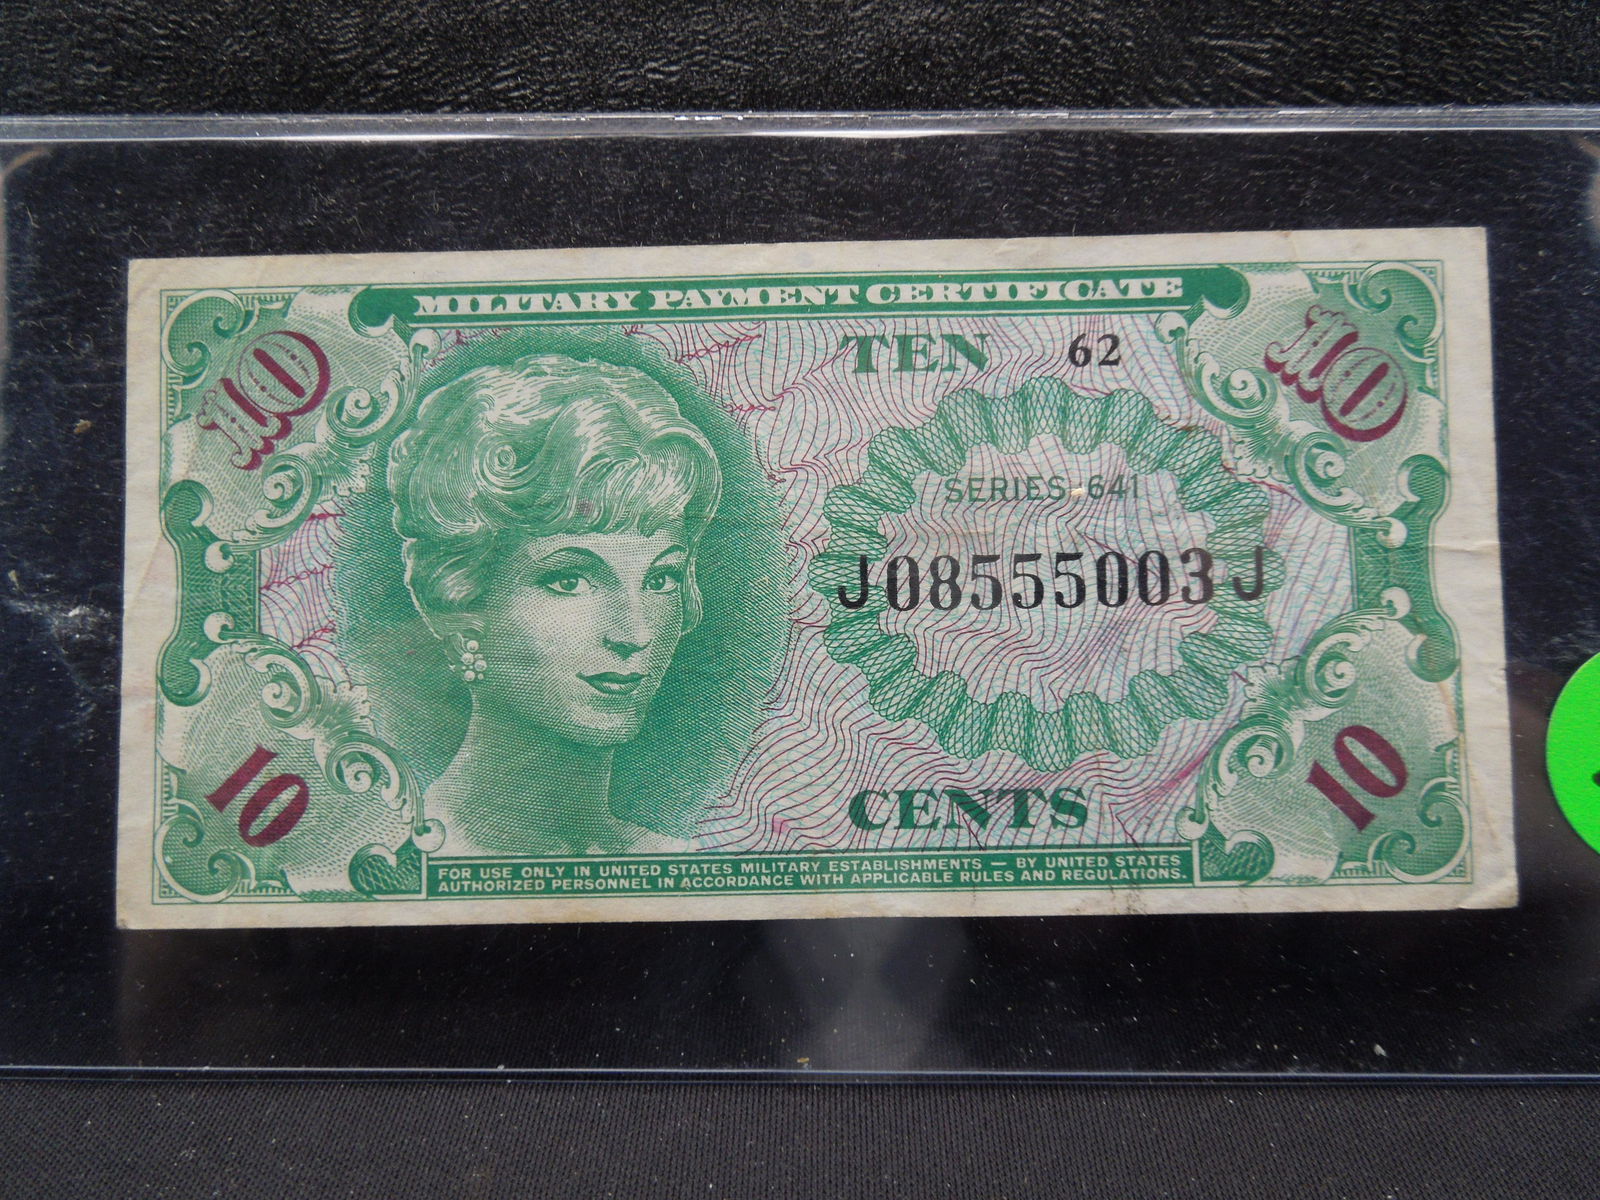 MILITARY PAYMENT CERTIFICATE
10
TEN 62
10
SERIES 641
J08555003J
10
CENTS
10
FOR USE ONLY IN UNITED STATES MILITARY ESTABLISHMENTS — BY UNITED STATES
AUTHORIZED PERSONNEL IN ACCORDANCE WITH APPLICABLE RULES AND REGULATIONS.